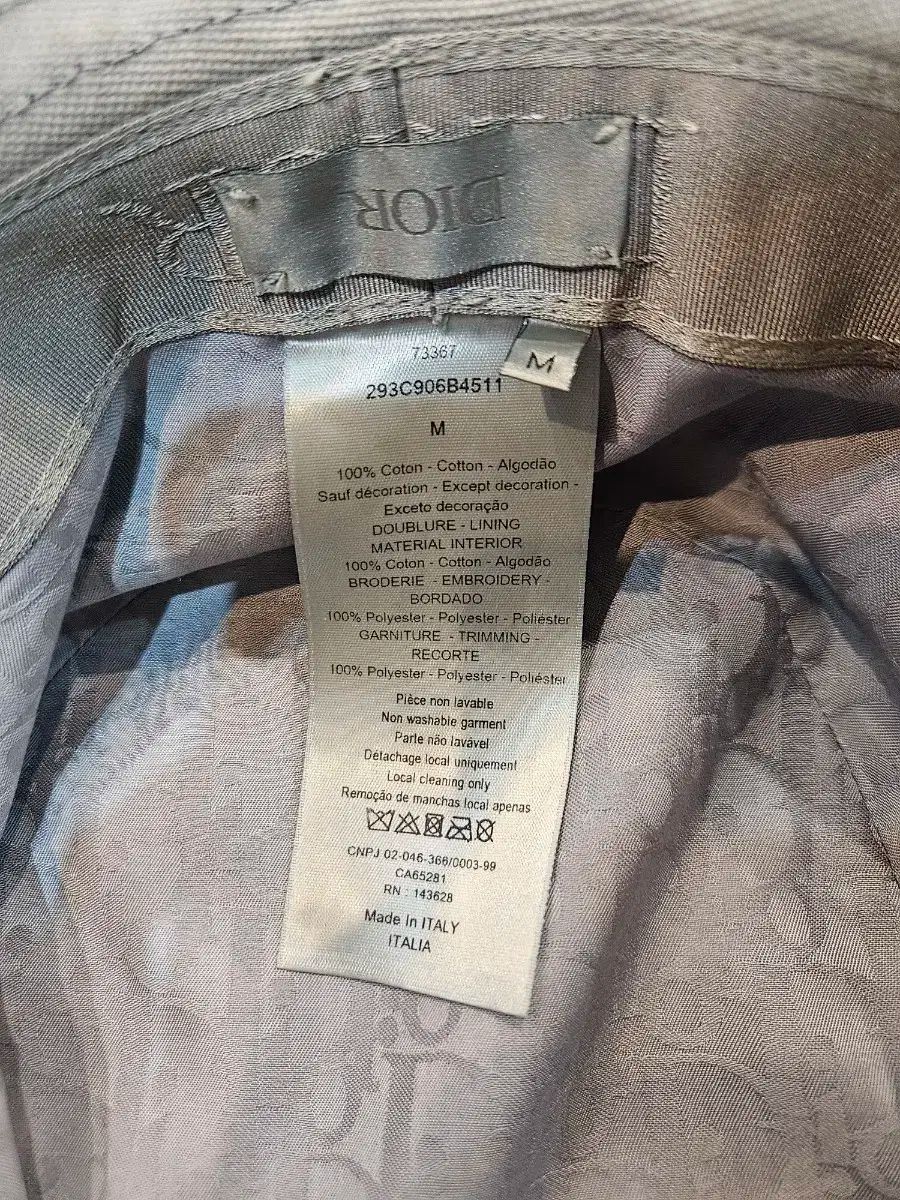 DIOR
M
73367
293C906B4511
M
100% Coton - Cotton - Algodão
Sauf décoration - Except decoration -
Exceto decoração
DOUBLURE - LINING
MATERIAL INTERIOR
100% Coton - Cotton - Algodão
BRODERIE - EMBROIDERY -
BORDADO
100% Polyester - Polyester - Poliéster
GARNITURE - TRIMMING -
RECORTE
100% Polyester - Polyester - Poliéster
Pièce non lavable
Non washable garment
Parte não lavável
Détachage local uniquement
Local cleaning only
Remoção de manchas local apenas
CNPJ 02-046-366/0003-99
CA65281
RN : 143628
Made In ITALY
ITALIA